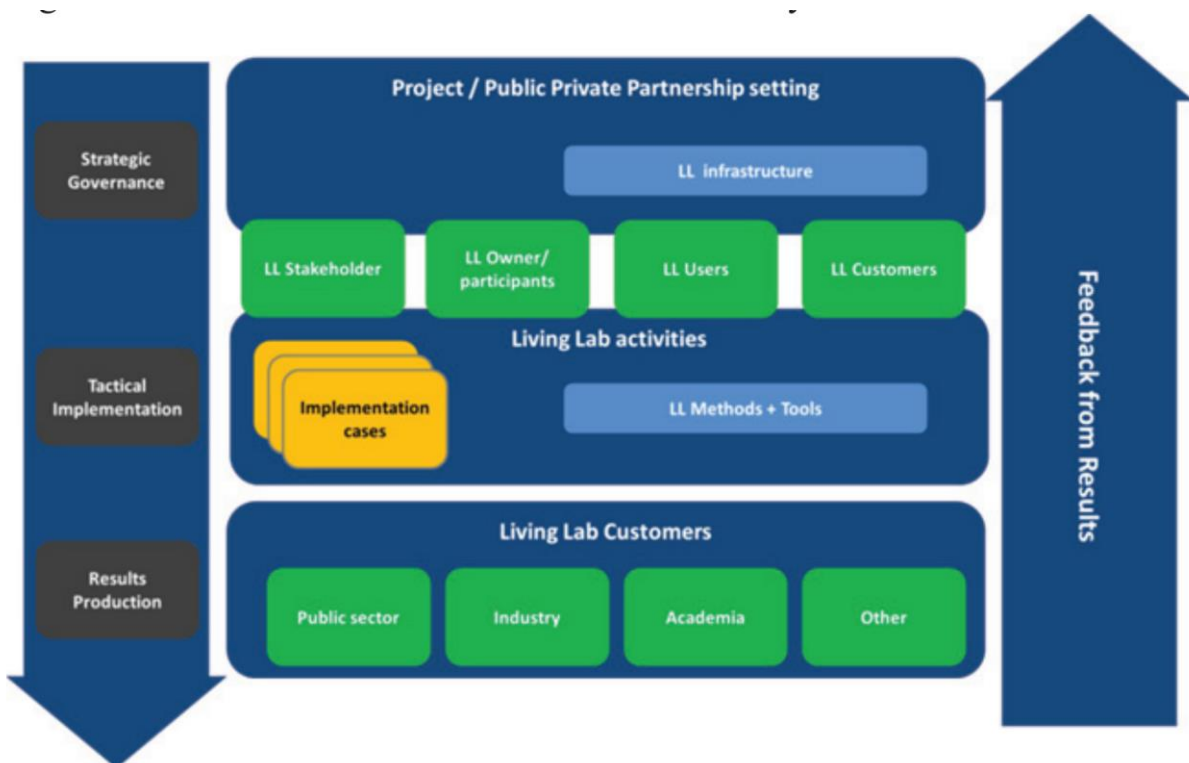 Project / Public Private Partnership setting
Strategic
Governance
LL infrastructure
LL Stakeholder
LL Owner/
participants
LL Users
LL Customers
Living Lab activities
Tactical
Implementation
Implementation
cases
LL Methods + Tools
Living Lab Customers
Results
Production
Public sector
Industry
Academia
Other
Feedback from Results